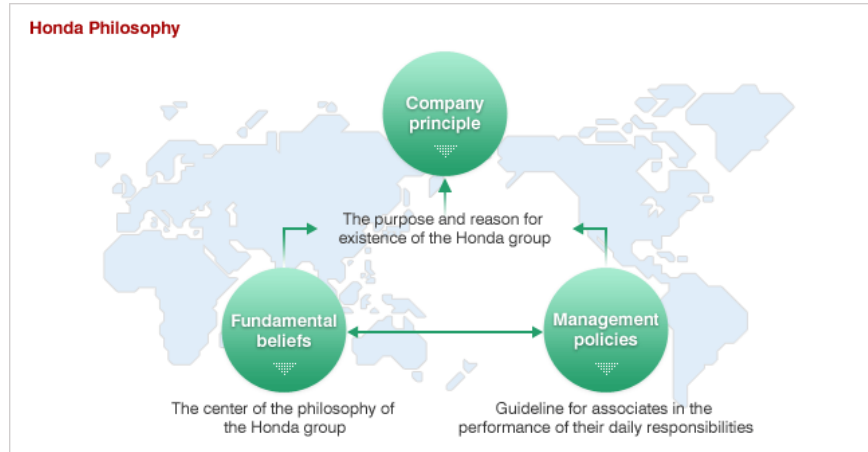 Honda Philosophy
Company
principle
The purpose and reason for
existence of the Honda group
Fundamental
beliefs
Management
policies
The center of the philosophy of
the Honda group
Guideline for associates in the
performance of their daily responsibilities